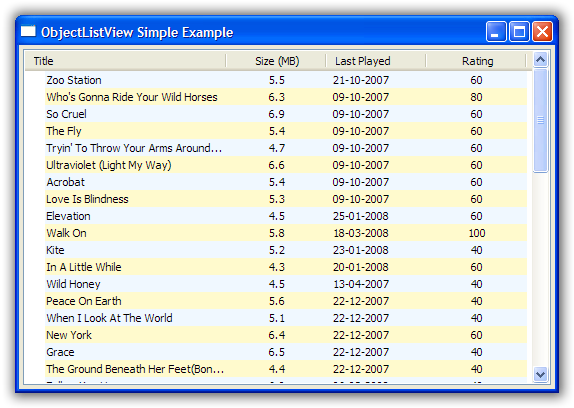 ObjectListView Simple Example
Title Size (MB) Last Played Rating
Zoo Station 5.5 21-10-2007 60
Who's Gonna Ride Your Wild Horses 6.3 09-10-2007 80
So Cruel 6.9 09-10-2007 60
The Fly 5.4 09-10-2007 60
Tryin' To Throw Your Arms Around... 4.7 09-10-2007 60
Ultraviolet (Light My Way) 6.6 09-10-2007 60
Acrobat 5.4 09-10-2007 60
Love Is Blindness 5.3 09-10-2007 60
Elevation 4.5 25-01-2008 60
Walk On 5.8 18-03-2008 100
Kite 5.2 23-01-2008 40
In A Little While 4.3 20-01-2008 60
Wild Honey 4.5 13-04-2007 40
Peace On Earth 5.6 22-12-2007 40
When I Look At The World 5.1 22-12-2007 40
New York 6.4 22-12-2007 60
Grace 6.5 22-12-2007 40
The Ground Beneath Her Feet(Bon... 4.4 22-12-2007 40